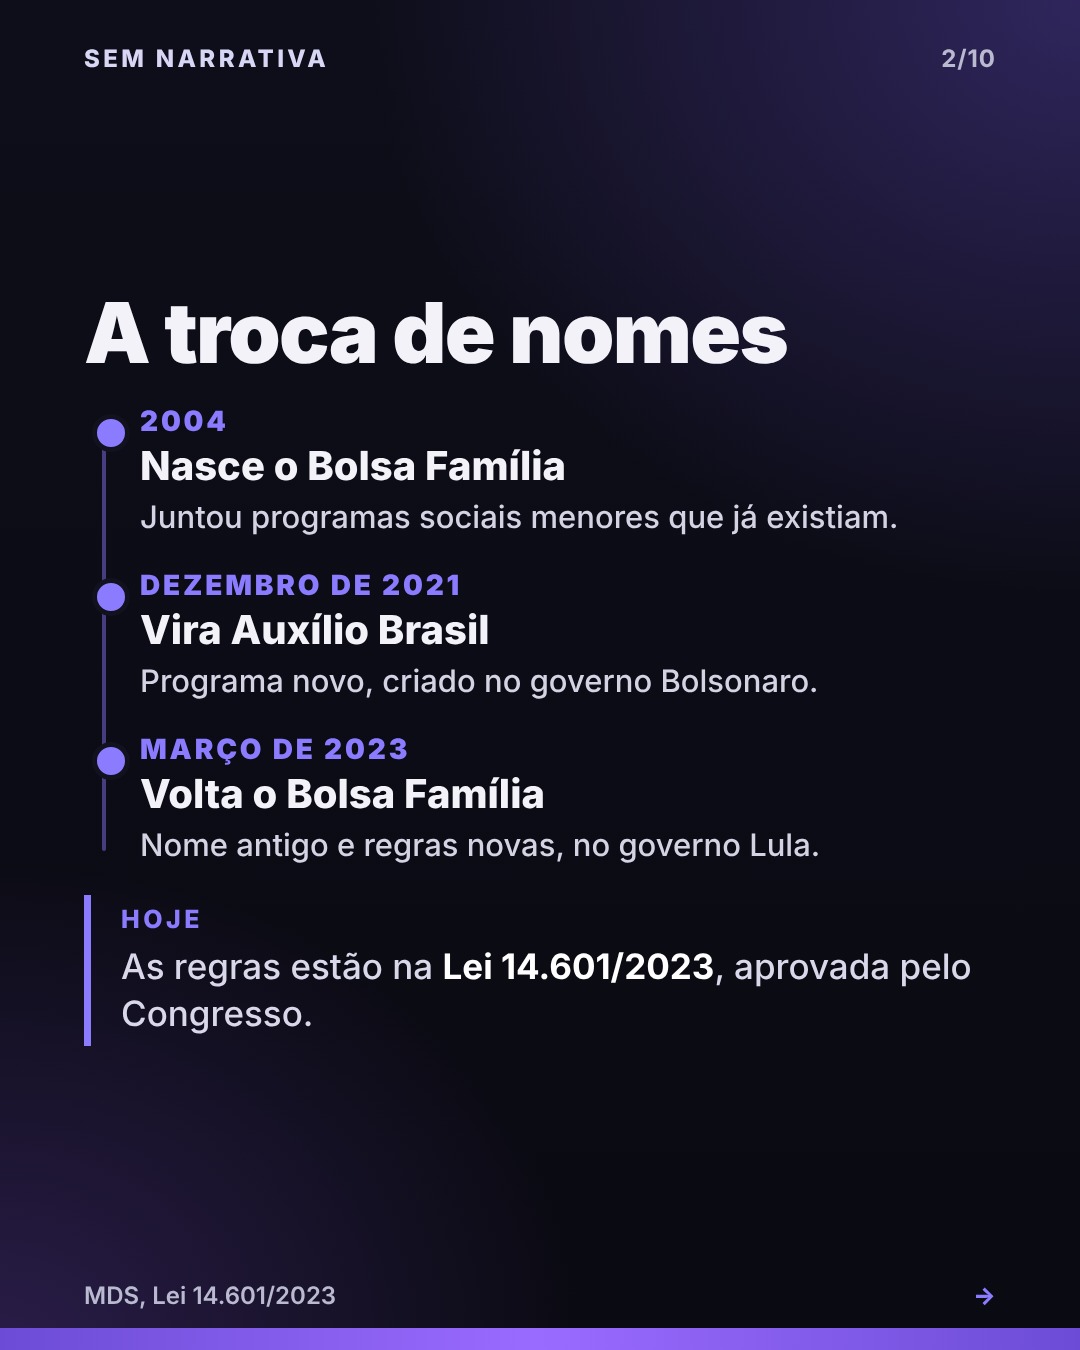 SEM NARRATIVA
2/10
A troca de nomes
2004
Nasce o Bolsa Família
Juntou programas sociais menores que já existiam.
DEZEMBRO DE 2021
Vira Auxílio Brasil
Programa novo, criado no governo Bolsonaro.
MARÇO DE 2023
Volta o Bolsa Família
Nome antigo e regras novas, no governo Lula.
HOJE
As regras estão na Lei 14.601/2023, aprovada pelo
Congresso.
MDS, Lei 14.601/2023
→